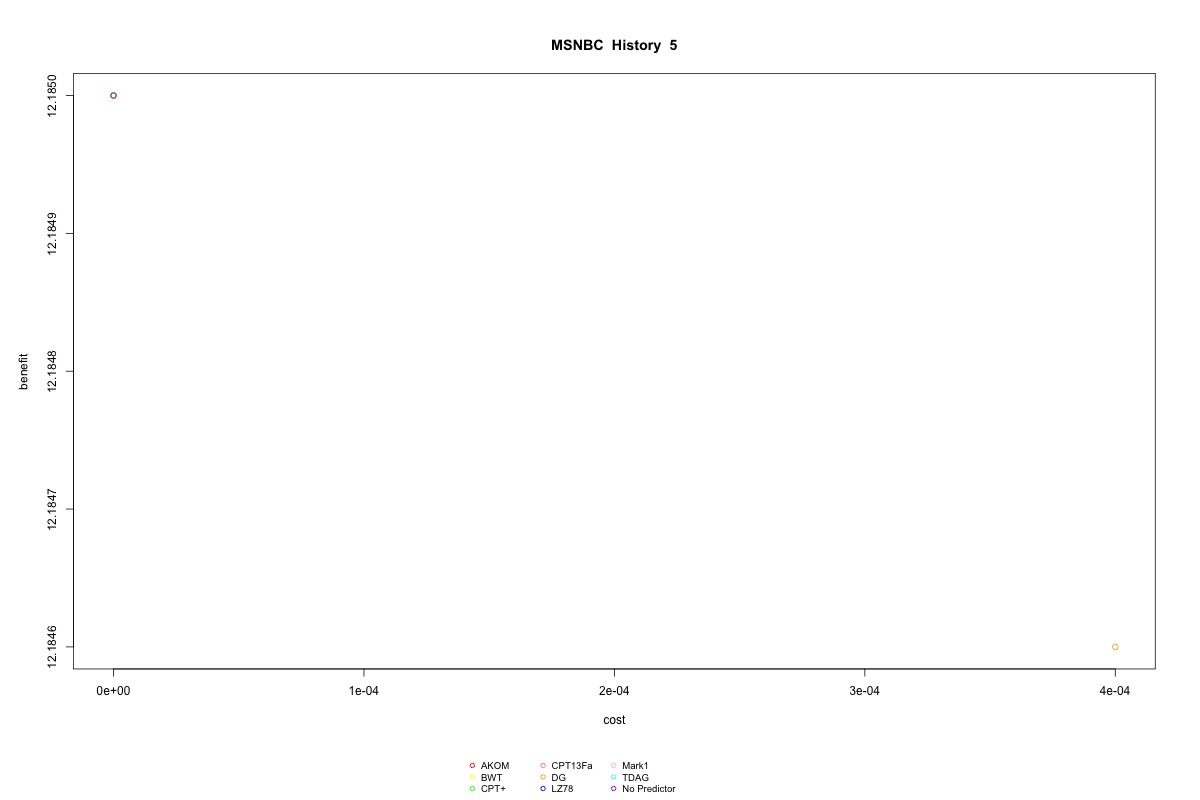 MSNBC  History  5
12.1850
12.1849
12.1848
12.1847
12.1846
benefit
0e+00 1e-04 2e-04 3e-04 4e-04
cost
AKOM CPT13Fa Mark1
BWT DG TDAG
CPT+ LZ78 No Predictor